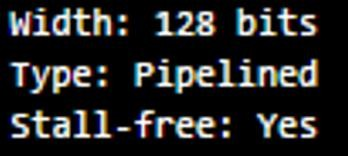 Width: 128 bits
Type: Pipelined
Stall-free: Yes